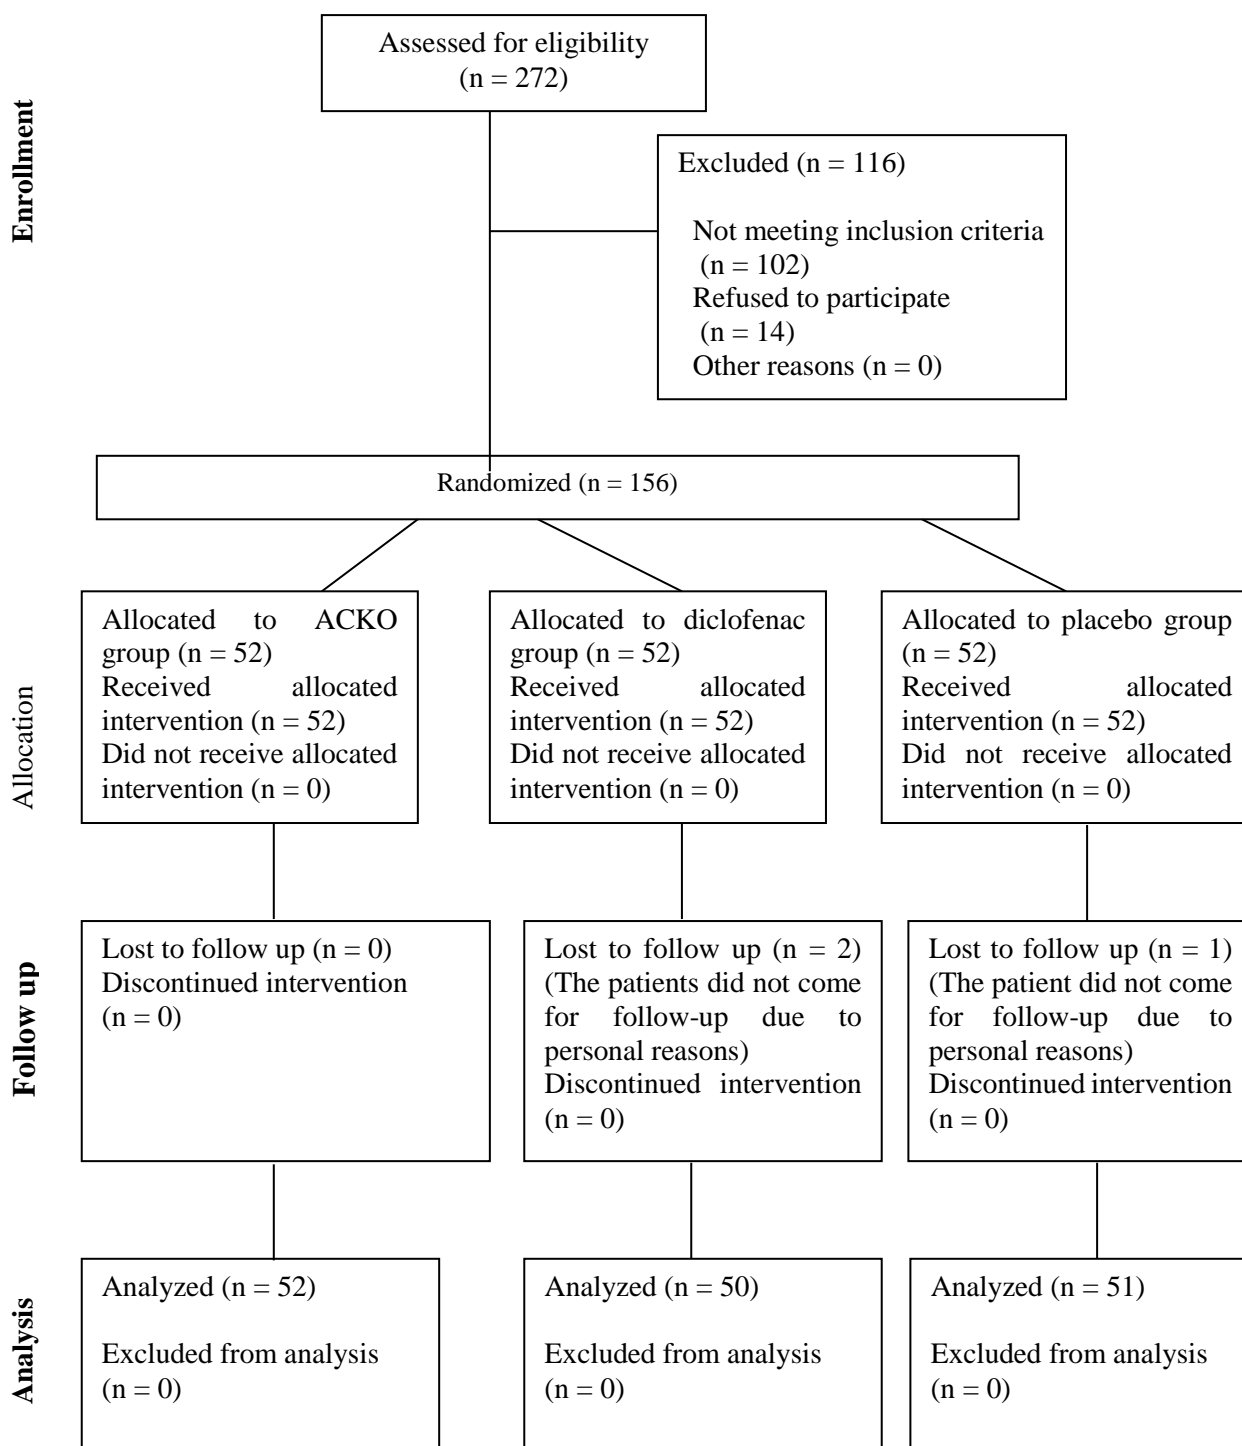 Assessed for eligibility
(n = 272)
Enrollment
Excluded (n = 116)
Not meeting inclusion criteria
(n = 102)
Refused to participate
(n = 14)
Other reasons (n = 0)
Randomized (n = 156)
Allocation
Allocated to ACKO
group (n = 52)
Received allocated
intervention (n = 52)
Did not receive allocated
intervention (n = 0)
Allocated to diclofenac
group (n = 52)
Received allocated
intervention (n = 52)
Did not receive allocated
intervention (n = 0)
Allocated to placebo group
(n = 52)
Received allocated
intervention (n = 52)
Did not receive allocated
intervention (n = 0)
Follow up
Lost to follow up (n = 0)
Discontinued intervention
(n = 0)
Lost to follow up (n = 2)
(The patients did not come
for follow-up due to
personal reasons)
Discontinued intervention
(n = 0)
Lost to follow up (n = 1)
(The patient did not come
for follow-up due to
personal reasons)
Discontinued intervention
(n = 0)
Analysis
Analyzed (n = 52)
Excluded from analysis
(n = 0)
Analyzed (n = 50)
Excluded from analysis
(n = 0)
Analyzed (n = 51)
Excluded from analysis
(n = 0)